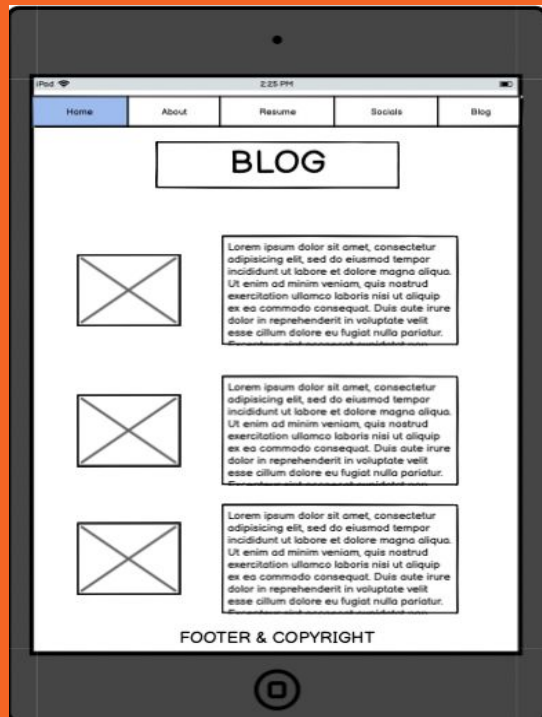 iPod 2:25 PM
Home About Resume Socials Blog
BLOG
Lorem ipsum dolor sit amet, consectetur
adipisicing elit, sed do eiusmod tempor
incididunt ut labore et dolore magna aliqua.
Ut enim ad minim veniam, quis nostrud
exercitation ullamco laboris nisi ut aliquip
ex ea commodo consequat. Duis aute irure
dolor in reprehenderit in voluptate velit
esse cillum dolore eu fugiat nulla pariatur.
Lorem ipsum dolor sit amet, consectetur
adipisicing elit, sed do eiusmod tempor
incididunt ut labore et dolore magna aliqua.
Ut enim ad minim veniam, quis nostrud
exercitation ullamco laboris nisi ut aliquip
ex ea commodo consequat. Duis aute irure
dolor in reprehenderit in voluptate velit
esse cillum dolore eu fugiat nulla pariatur.
Lorem ipsum dolor sit amet, consectetur
adipisicing elit, sed do eiusmod tempor
incididunt ut labore et dolore magna aliqua.
Ut enim ad minim veniam, quis nostrud
exercitation ullamco laboris nisi ut aliquip
ex ea commodo consequat. Duis aute irure
dolor in reprehenderit in voluptate velit
esse cillum dolore eu fugiat nulla pariatur.
FOOTER & COPYRIGHT